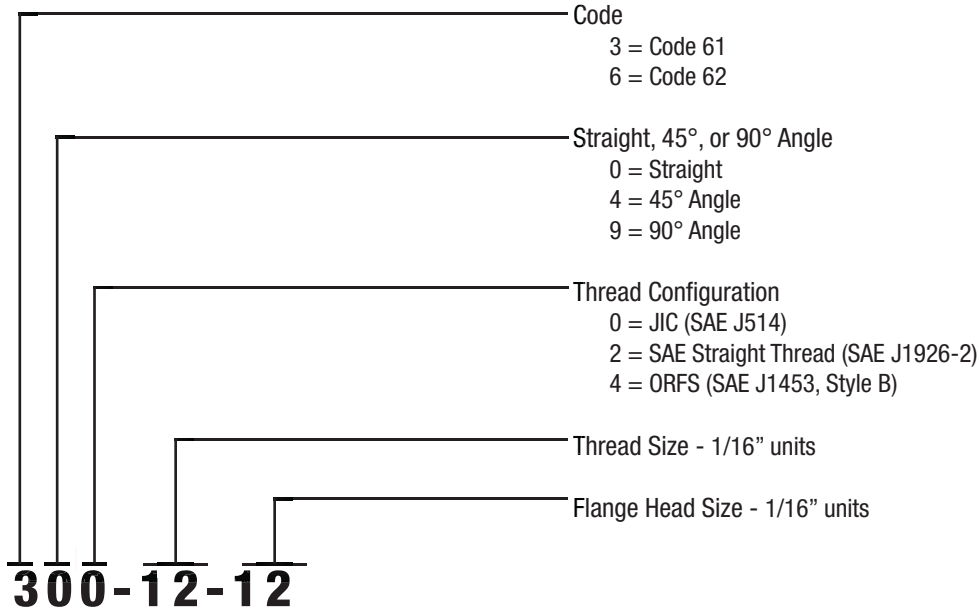 Code
3 = Code 61
6 = Code 62
Straight, 45°, or 90° Angle
0 = Straight
4 = 45° Angle
9 = 90° Angle
Thread Configuration
0 = JIC (SAE J514)
2 = SAE Straight Thread (SAE J1926-2)
4 = ORFS (SAE J1453, Style B)
Thread Size - 1/16” units
Flange Head Size - 1/16” units
300-12-12